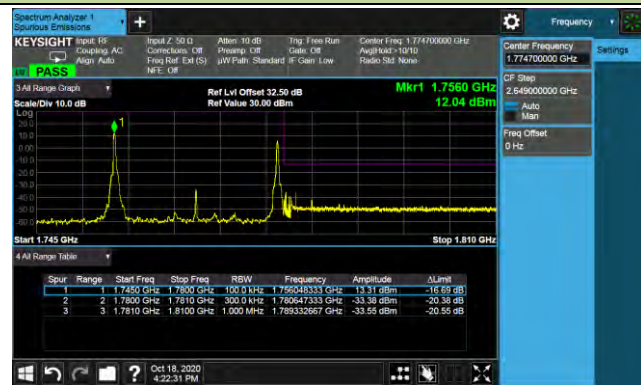 Spectrum Analyzer 1
Spurious Emissions
+
Frequency
KEYSIGHT Input: RF Input Z: 50 Ω Atten: 10 dB Trig: Free Run Center Freq: 1.774700000 GHz
Coupling: AC Corrections: Off Preamp: Off Gate: Off Avg|Hold:>10/10
Align: Auto Freq Ref: Ext (S) µW Path: Standard IF Gain: Low Radio Std: None
PASS NFE: Off
Center Frequency
1.774700000 GHz
Settings
CF Step
2.649000000 GHz
Auto
Man
Freq Offset
0 Hz
3 All Range Graph
Ref Lvl Offset 32.50 dB
Mkr1 1.7560 GHz
Scale/Div 10.0 dB
Ref Value 30.00 dBm
12.04 dBm
Log
1
20.0
10.0
0.00
-10.0
-20.0
-30.0
-40.0
-50.0
-60.0
Start 1.745 GHz
Stop 1.810 GHz
4 All Range Table
Spur Range Start Freq Stop Freq RBW Frequency Amplitude ΔLimit
1 1 1.7450 GHz 1.7800 GHz 100.0 kHz 1.756048333 GHz 13.31 dBm -16.69 dB
2 2 1.7800 GHz 1.7810 GHz 300.0 kHz 1.780647333 GHz -33.38 dBm -20.38 dB
3 3 1.7810 GHz 1.8100 GHz 1.000 MHz 1.789332667 GHz -33.55 dBm -20.55 dB
?
Oct 18, 2020
4:22:31 PM